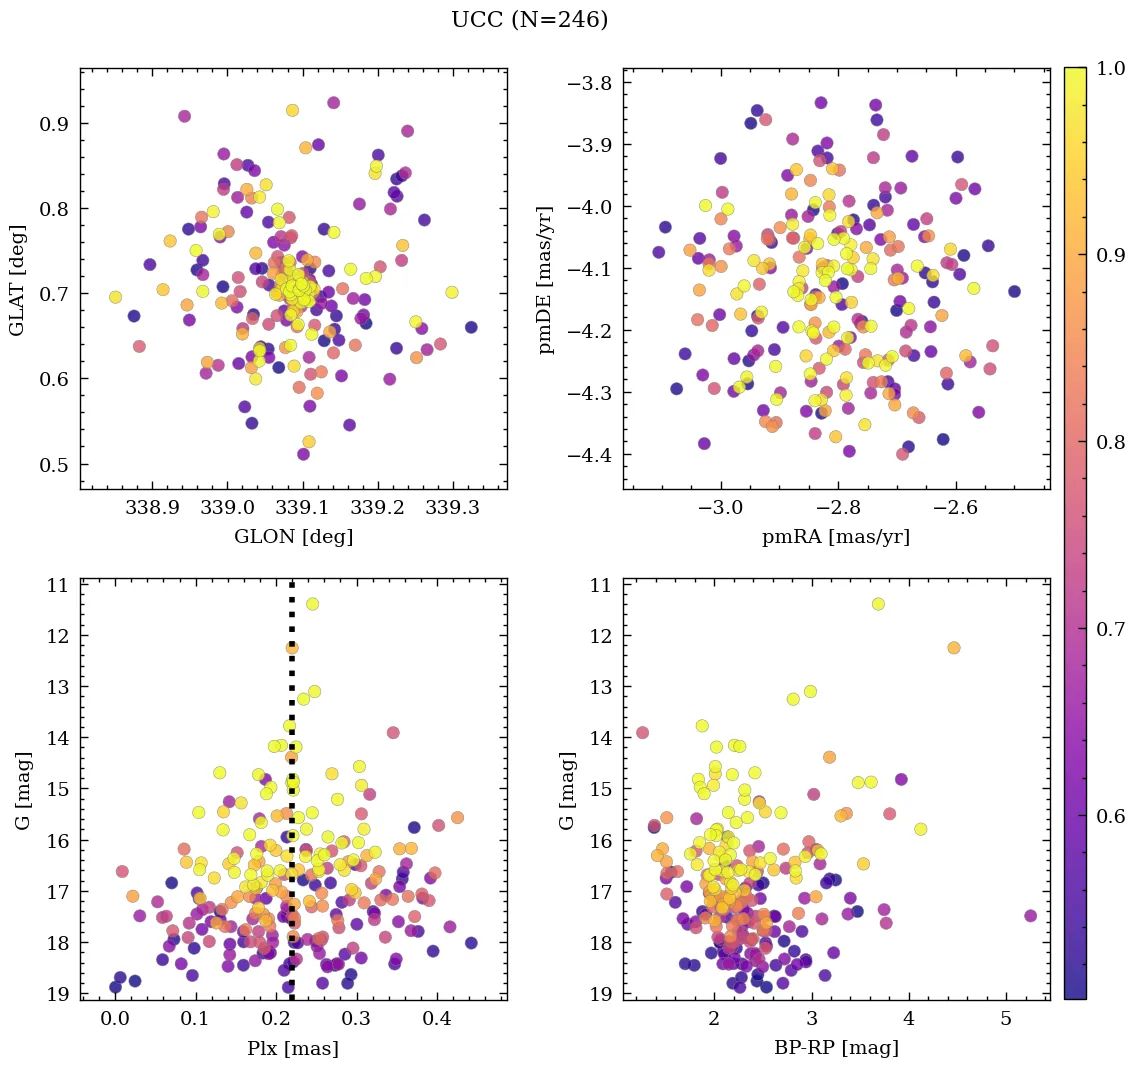 UCC (N=246)
0.9
0.8
0.7
0.6
0.5
GLAT [deg]
338.9 339.0 339.1 339.2 339.3
GLON [deg]
−3.8
−3.9
−4.0
−4.1
−4.2
−4.3
−4.4
pmDE [mas/yr]
−3.0 −2.8 −2.6
pmRA [mas/yr]
11
12
13
14
15
16
17
18
19
G [mag]
0.0 0.1 0.2 0.3 0.4
Plx [mas]
11
12
13
14
15
16
17
18
19
G [mag]
2 3 4 5
BP-RP [mag]
1.0
0.9
0.8
0.7
0.6